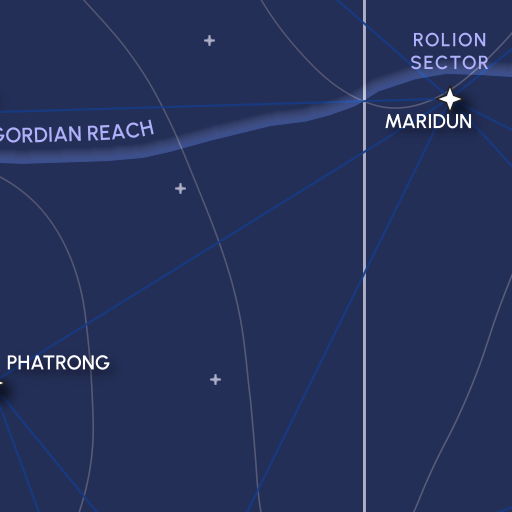 ROLION
SECTOR
MARIDUN
GORDIAN REACH
PHATRONG